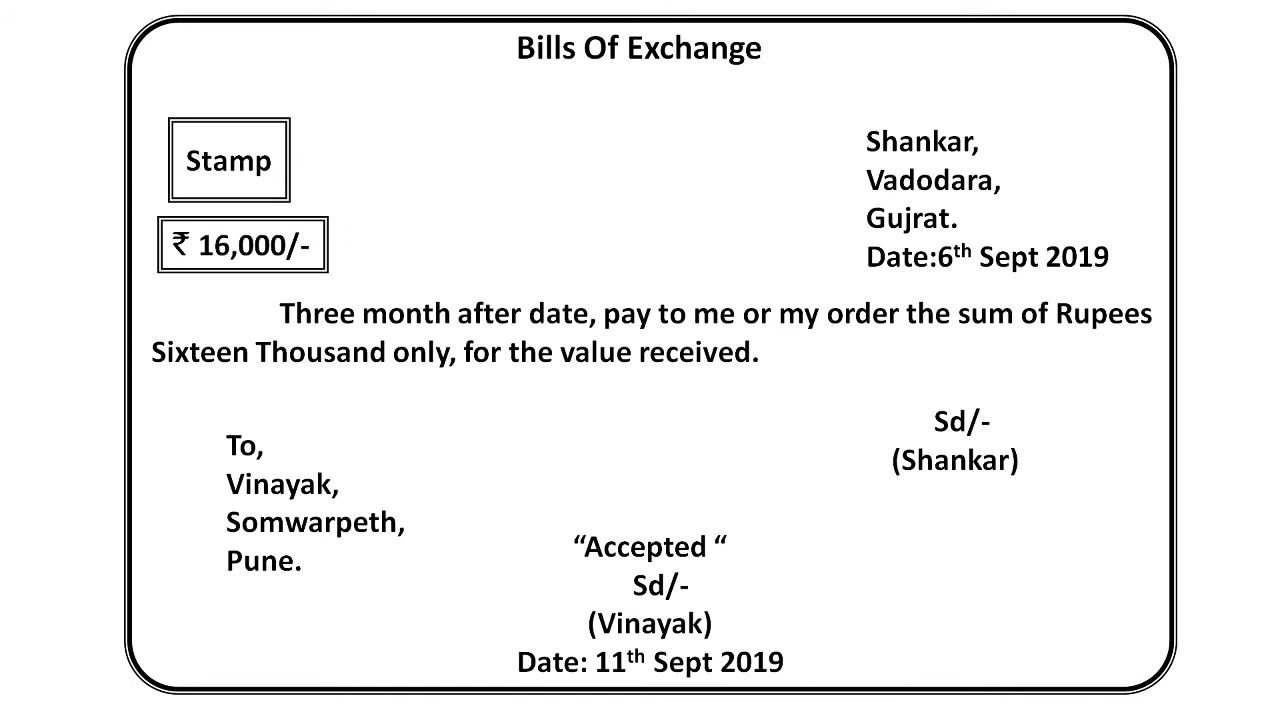 Bills Of Exchange
Stamp
₹ 16,000/-
Shankar,
Vadodara,
Gujrat.
Date:6th Sept 2019
Three month after date, pay to me or my order the sum of Rupees
Sixteen Thousand only, for the value received.
Sd/-
(Shankar)
To,
Vinayak,
Somwarpeth,
Pune.
“Accepted “
Sd/-
(Vinayak)
Date: 11th Sept 2019